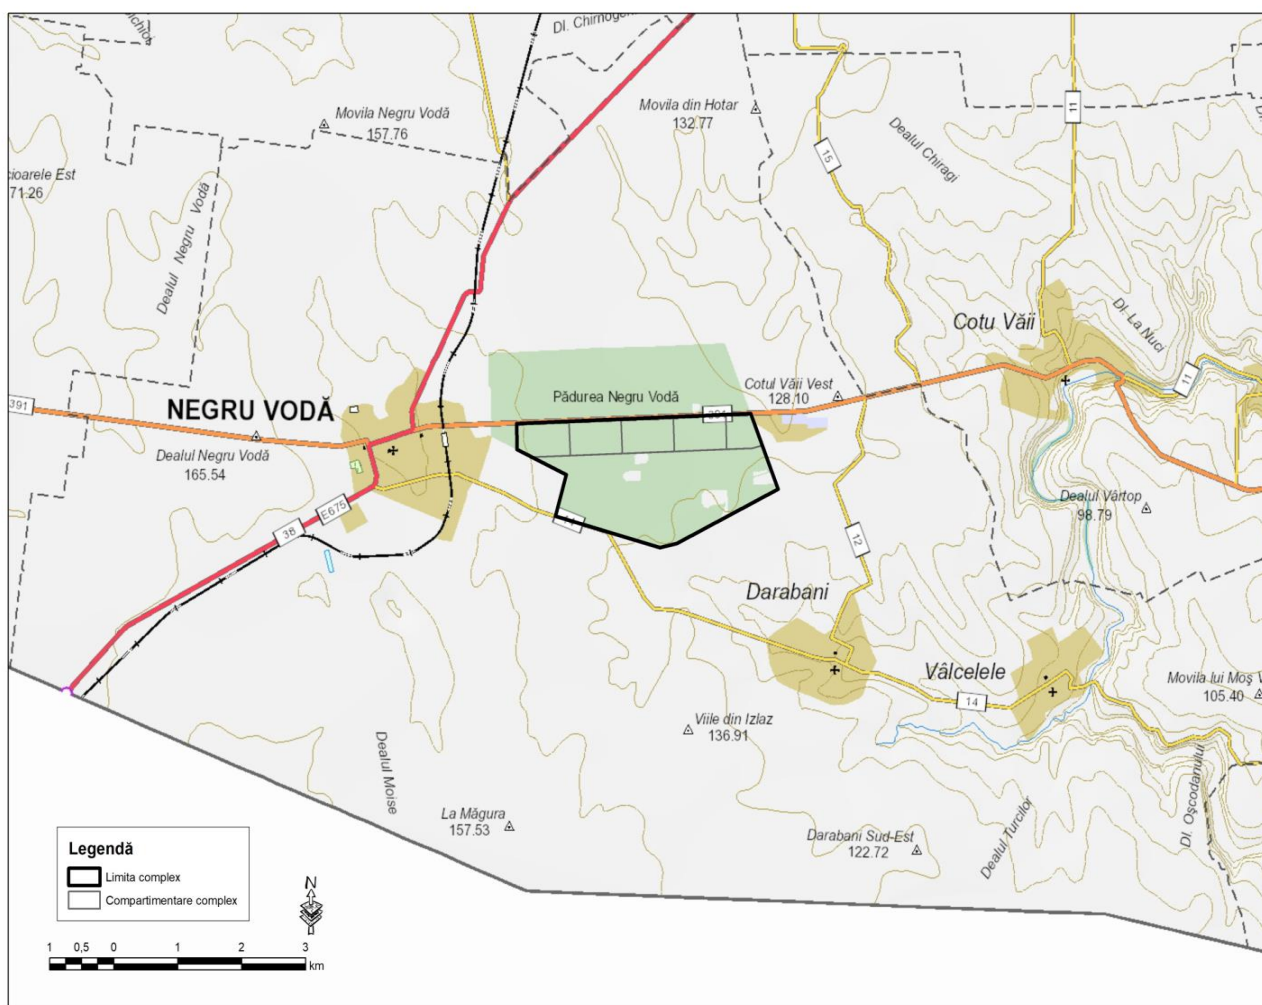 Dl. Chirnogeni
Movila Negru Vodă
157.76
Movila din Hotar
132.77
11
15
Dealul Chiragi
cioarele Est
71.26
Dealul Negru Vodă
Cotu Văii
Dl. La Nuci
11
391
NEGRU VODĂ
Dealul Negru Vodă
165.54
Pădurea Negru Vodă
391
Cotul Văii Vest
128.10
E675
38
12
Dealul Vârtop
98.79
Darabani
Vâlcelele
14
Movila lui Moș V
105.40
Viile din Izlaz
136.91
Dealul Moise
La Măgura
157.53
Darabani Sud-Est
122.72
Dealul Turcilor
Dl. Oșcodanului
Legendă
Limita complex
Compartimentare complex
N
1 0,5 0 1 2 3
km